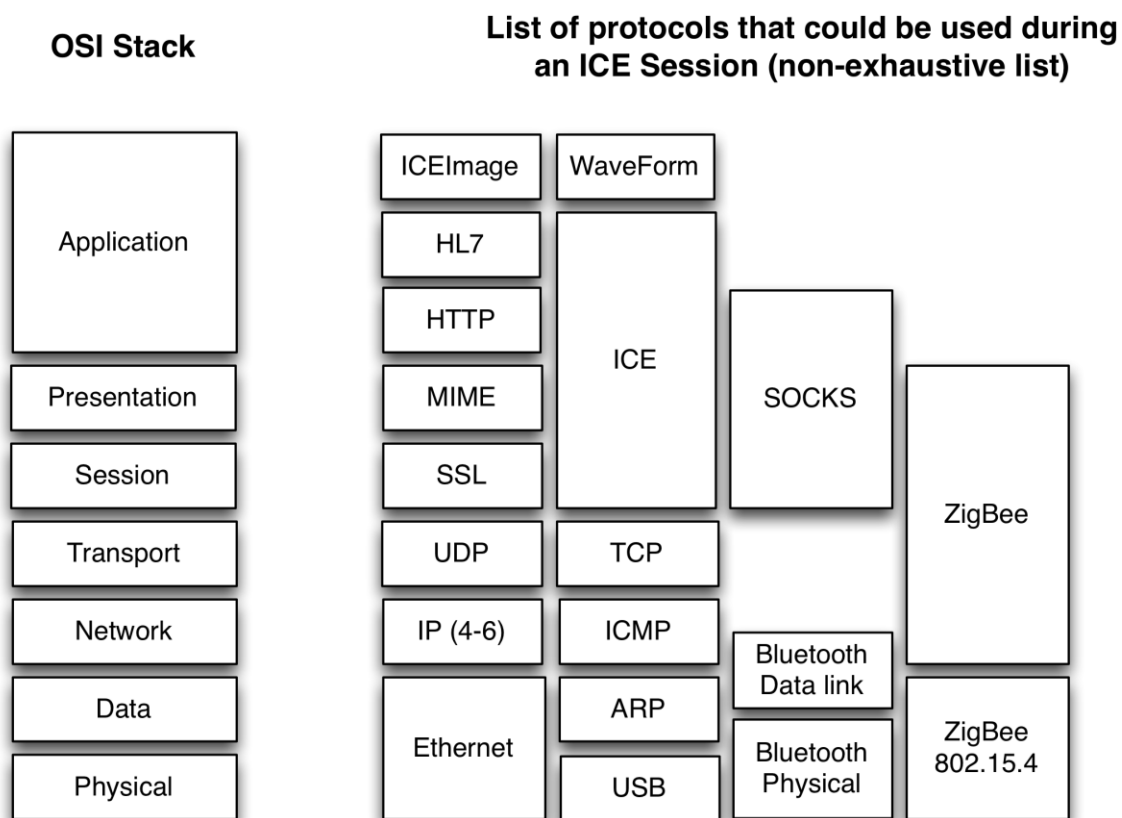 OSI Stack
List of protocols that could be used during
an ICE Session (non-exhaustive list)
Application
Presentation
Session
Transport
Network
Data
Physical
ICEImage
HL7
HTTP
MIME
SSL
UDP
IP (4-6)
Ethernet
WaveForm
ICE
TCP
ICMP
ARP
USB
SOCKS
Bluetooth
Data link
Bluetooth
Physical
ZigBee
ZigBee
802.15.4